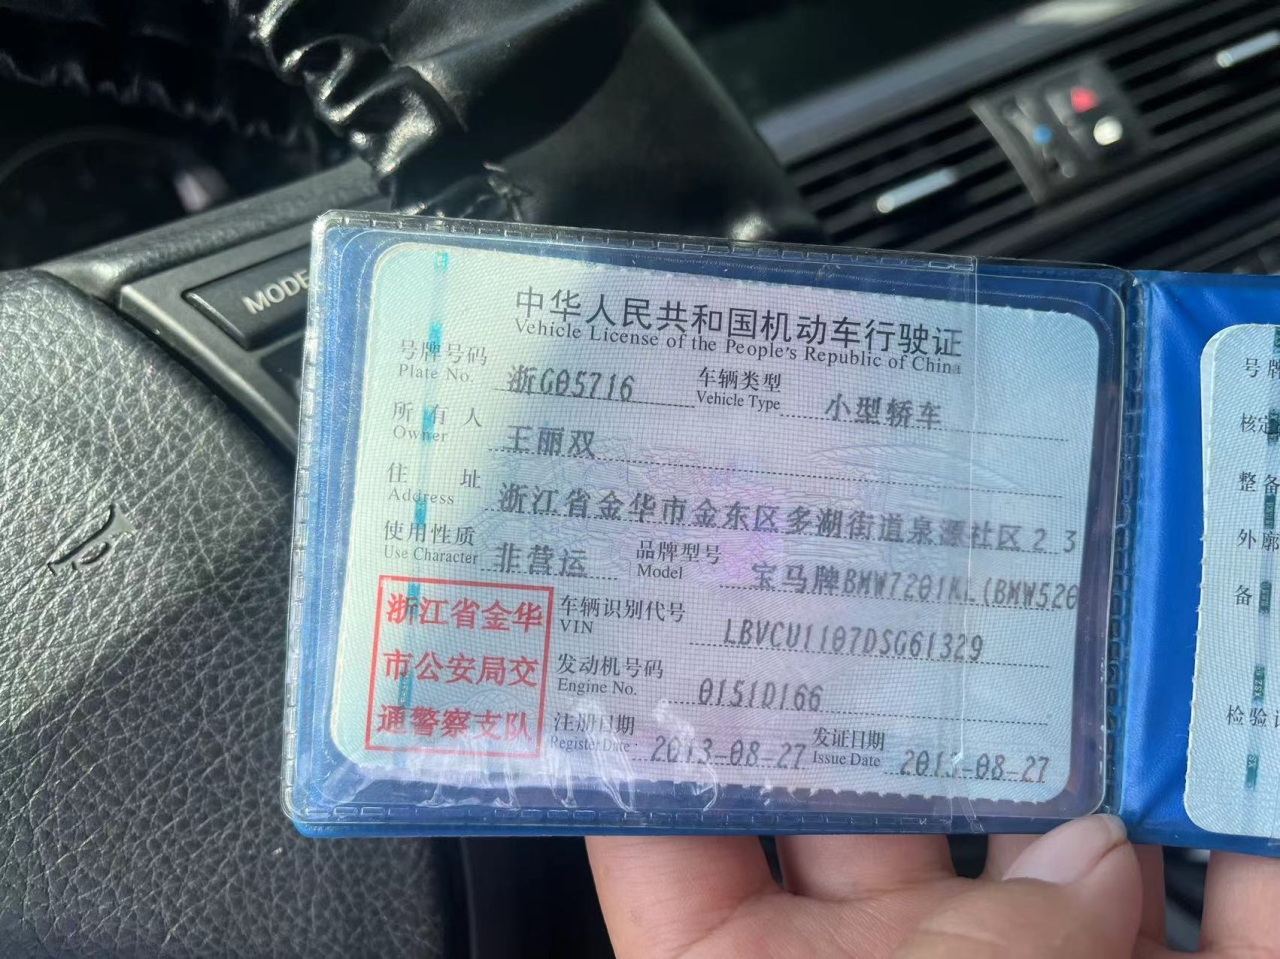 MODE
中华人民共和国机动车行驶证
Vehicle License of the People's Republic of China
号牌号码 浙G05716 车辆类型 小型轿车
Plate No. Vehicle Type
所有人 王丽双
Owner
住址 浙江省金华市金东区多湖街道泉源社区23
Address
使用性质 非营运 品牌型号 宝马牌BMW7201KL(BMW520
Use Character Model
浙江省金华
市公安局交
通警察支队
车辆识别代号 LBVCU1107DSG61329
VIN
发动机号码 0151D166
Engine No.
注册日期 2013-08-27 发证日期 2013-08-27
Register Date Issue Date
号牌
核定
整备
外廓
备
检验